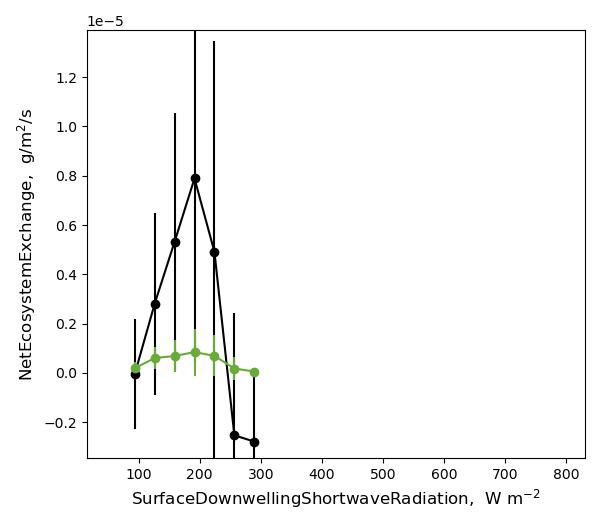 1e−5
1.2
1.0
0.8
0.6
0.4
0.2
0.0
−0.2
NetEcosystemExchange, g/m²/s
100 200 300 400 500 600 700 800
SurfaceDownwellingShortwaveRadiation, W m⁻²